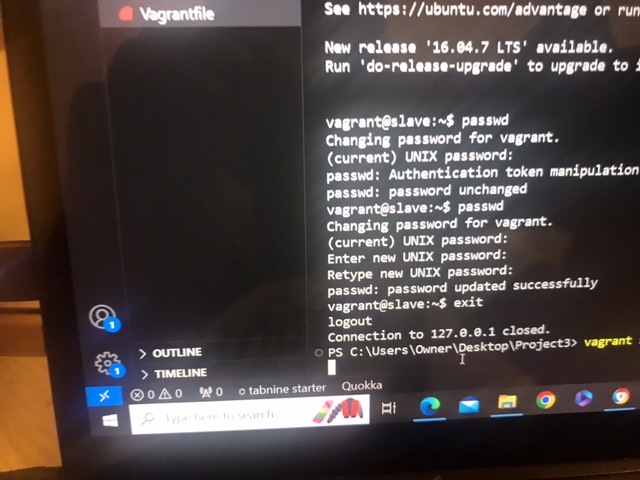 Vagrantfile
See https://ubuntu.com/advantage or run
New release '16.04.7 LTS' available.
Run 'do-release-upgrade' to upgrade to
vagrant@slave:~$ passwd
Changing password for vagrant.
(current) UNIX password:
passwd: Authentication token manipulation
passwd: password unchanged
vagrant@slave:~$ passwd
Changing password for vagrant.
(current) UNIX password:
Enter new UNIX password:
Retype new UNIX password:
passwd: password updated successfully
vagrant@slave:~$ exit
logout
Connection to 127.0.0.1 closed.
PS C:\Users\Owner\Desktop\Project3> vagrant
1
1
OUTLINE
TIMELINE
0 0 0 tabnine starter Quokka
Type here to search